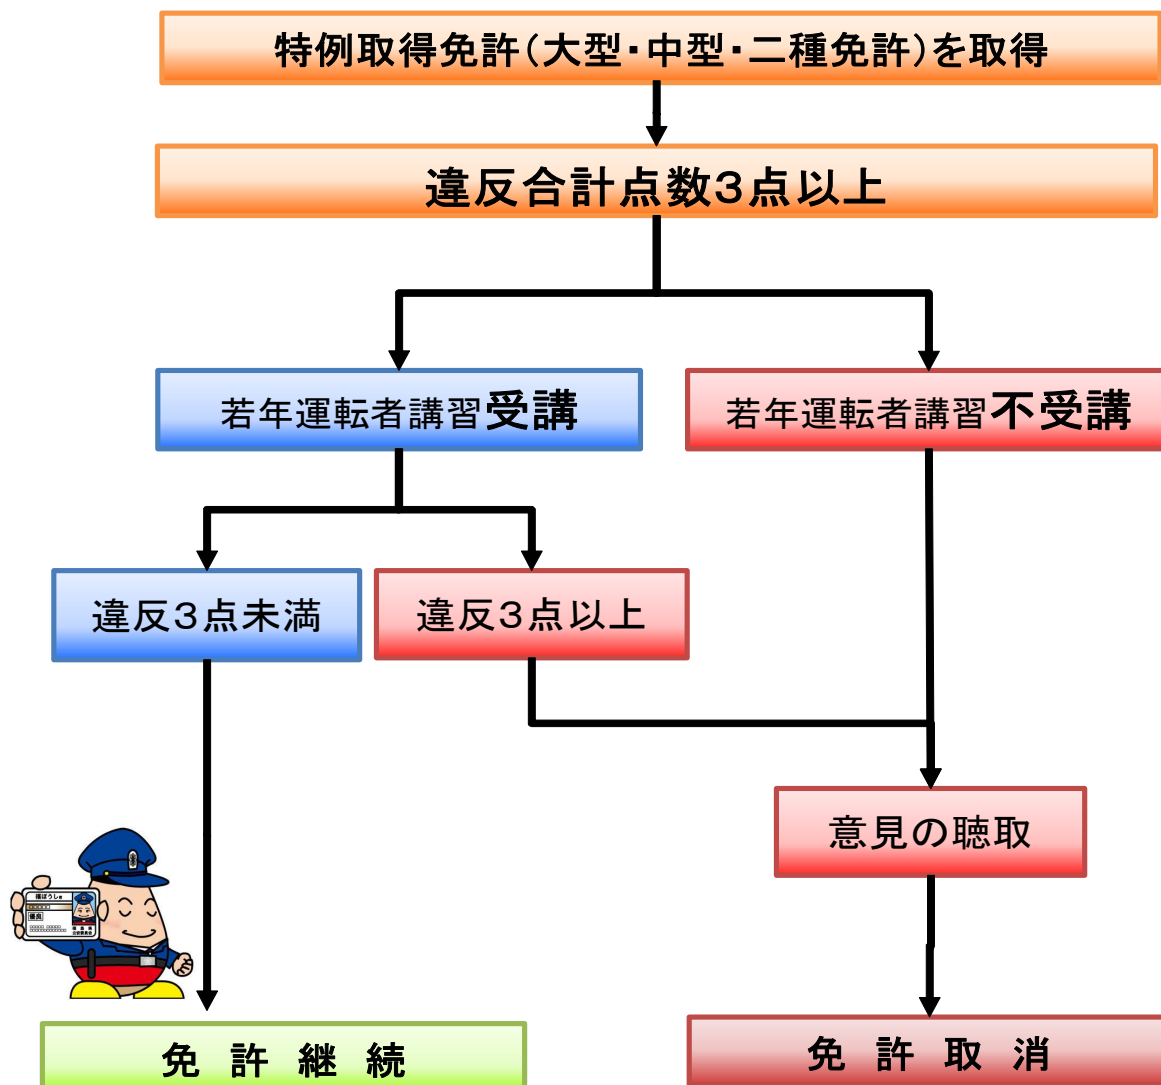 特例取得免許(大型・中型・二種免許)を取得
違反合計点数3点以上
若年運転者講習受講
若年運転者講習不受講
違反3点未満
違反3点以上
意見の聴取
優良
免許継続
免許取消